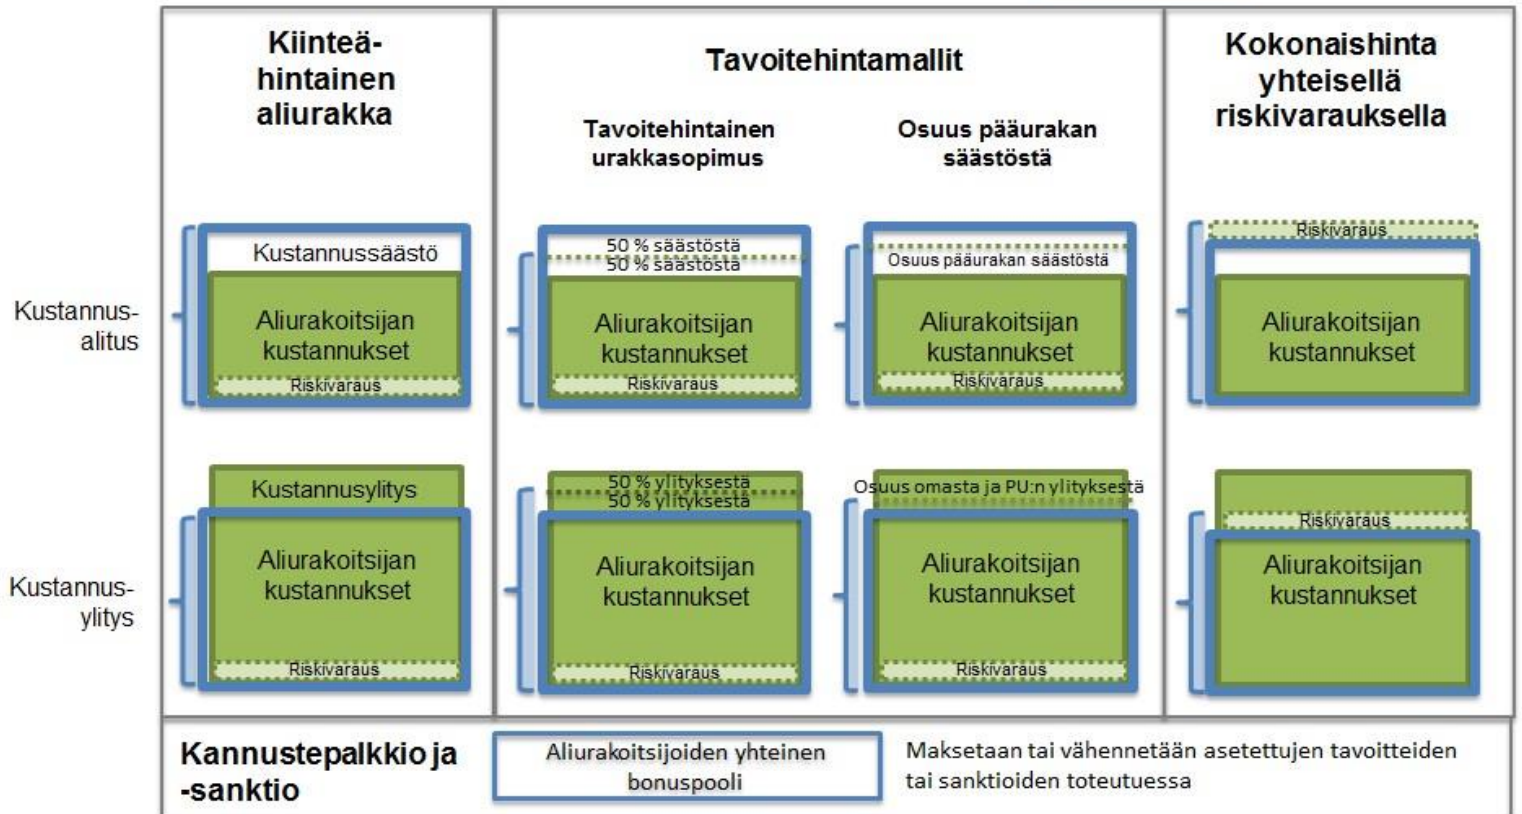 Kiinteä-
hintainen
aliurakka
Tavoitehintamallit
Kokonaishinta
yhteisellä
riskivarauksella
Tavoitehintainen
urakkasopimus
Osuus pääurakan
säästöstä
Kustannus-
alitus
Kustannussäästö
Aliurakoitsijan
kustannukset
Riskivaraus
50 % säästöstä
50 % säästöstä
Aliurakoitsijan
kustannukset
Riskivaraus
Osuus pääurakan säästöstä
Aliurakoitsijan
kustannukset
Riskivaraus
Riskivaraus
Aliurakoitsijan
kustannukset
Kustannus-
ylitys
Kustannusylitys
Aliurakoitsijan
kustannukset
Riskivaraus
50 % ylityksestä
50 % ylityksestä
Aliurakoitsijan
kustannukset
Riskivaraus
Osuus omasta ja PU:n ylityksestä
Aliurakoitsijan
kustannukset
Riskivaraus
Riskivaraus
Aliurakoitsijan
kustannukset
Kannustepalkkio ja
-sanktio
Aliurakoitsijoiden yhteinen
bonuspooli
Maksetaan tai vähennetään asetettujen tavoitteiden
tai sanktioiden toteutuessa